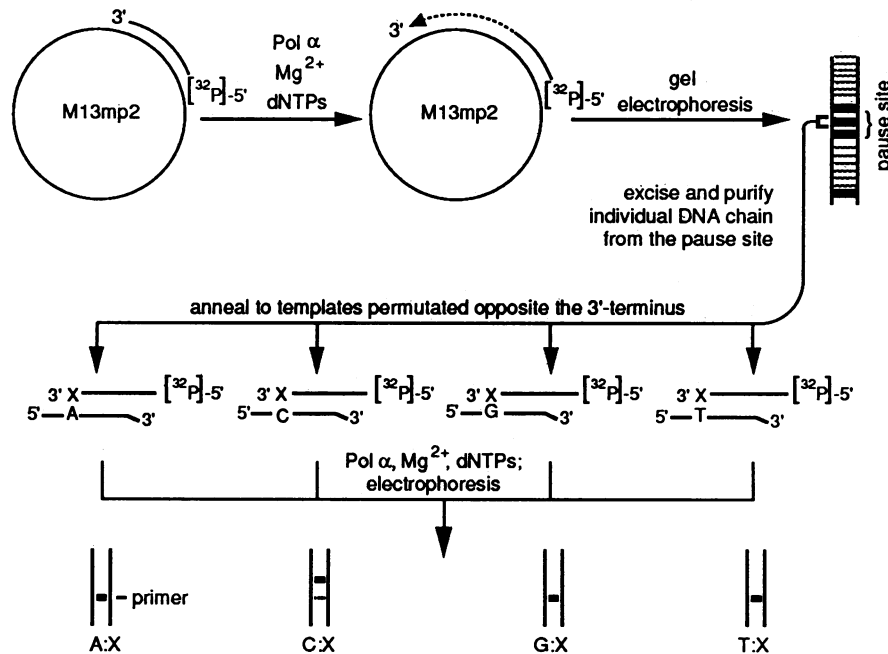 3'
[³²P]-5'
M13mp2
Pol α
Mg²⁺
dNTPs
3'
[³²P]-5'
M13mp2
gel
electrophoresis
pause site
excise and purify
individual DNA chain
from the pause site
anneal to templates permutated opposite the 3'-terminus
3' X [³²P]-5'
5' A 3'
3' X [³²P]-5'
5' C 3'
3' X [³²P]-5'
5' G 3'
3' X [³²P]-5'
5' T 3'
Pol α, Mg²⁺, dNTPs;
electrophoresis
primer
A:X
C:X
G:X
T:X